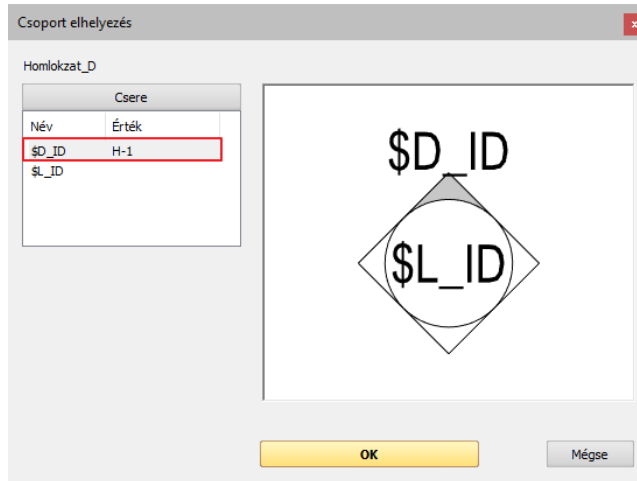 Csoport elhelyezés
x
Homlokzat_D
Csere
Név Érték
$D_ID H-1
$L_ID
$D_ID
$L_ID
OK Mégse